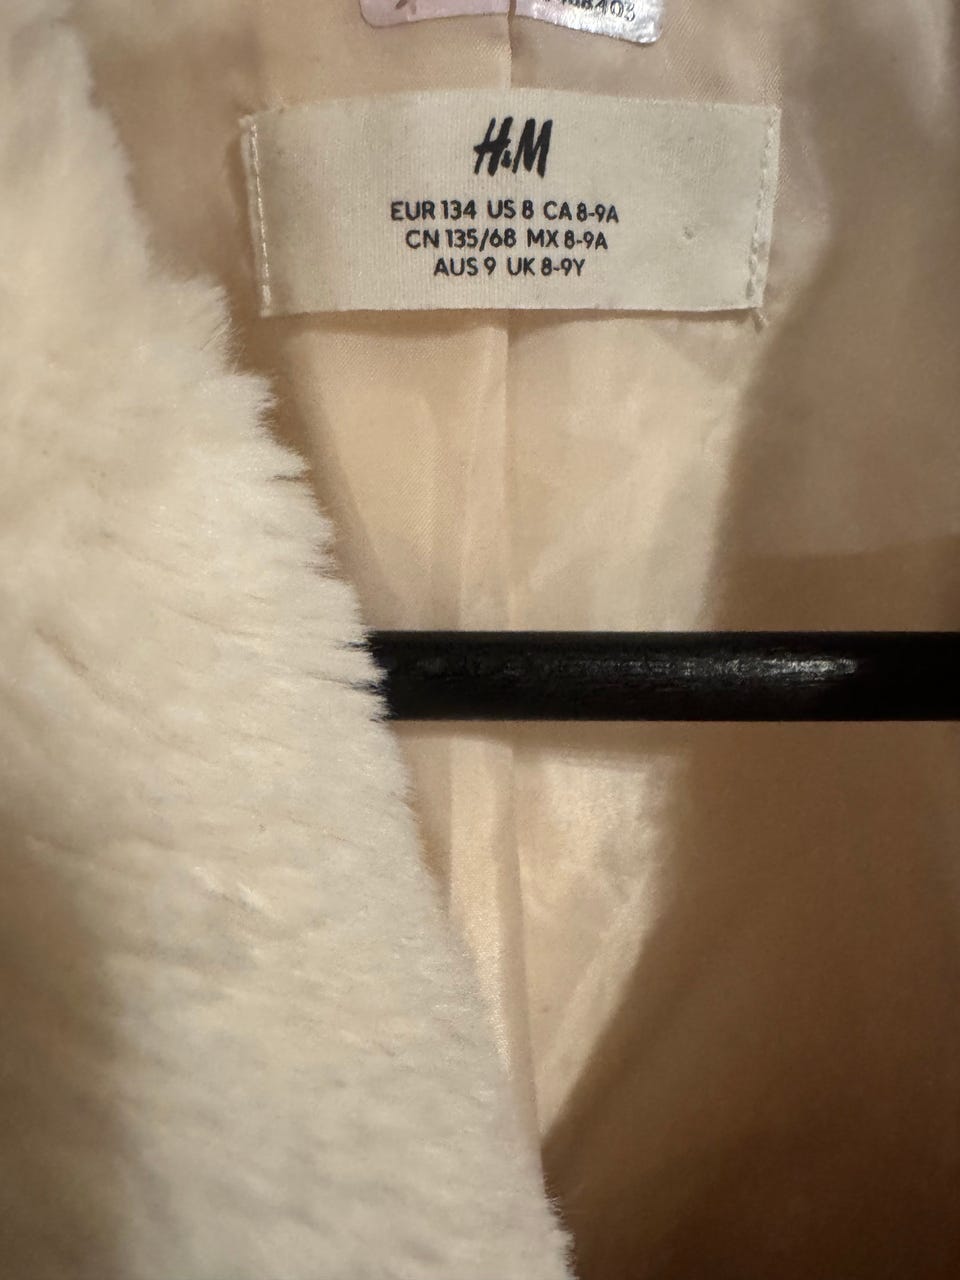 H&M
EUR 134 US 8 CA 8-9A
CN 135/68 MX 8-9A
AUS 9 UK 8-9Y